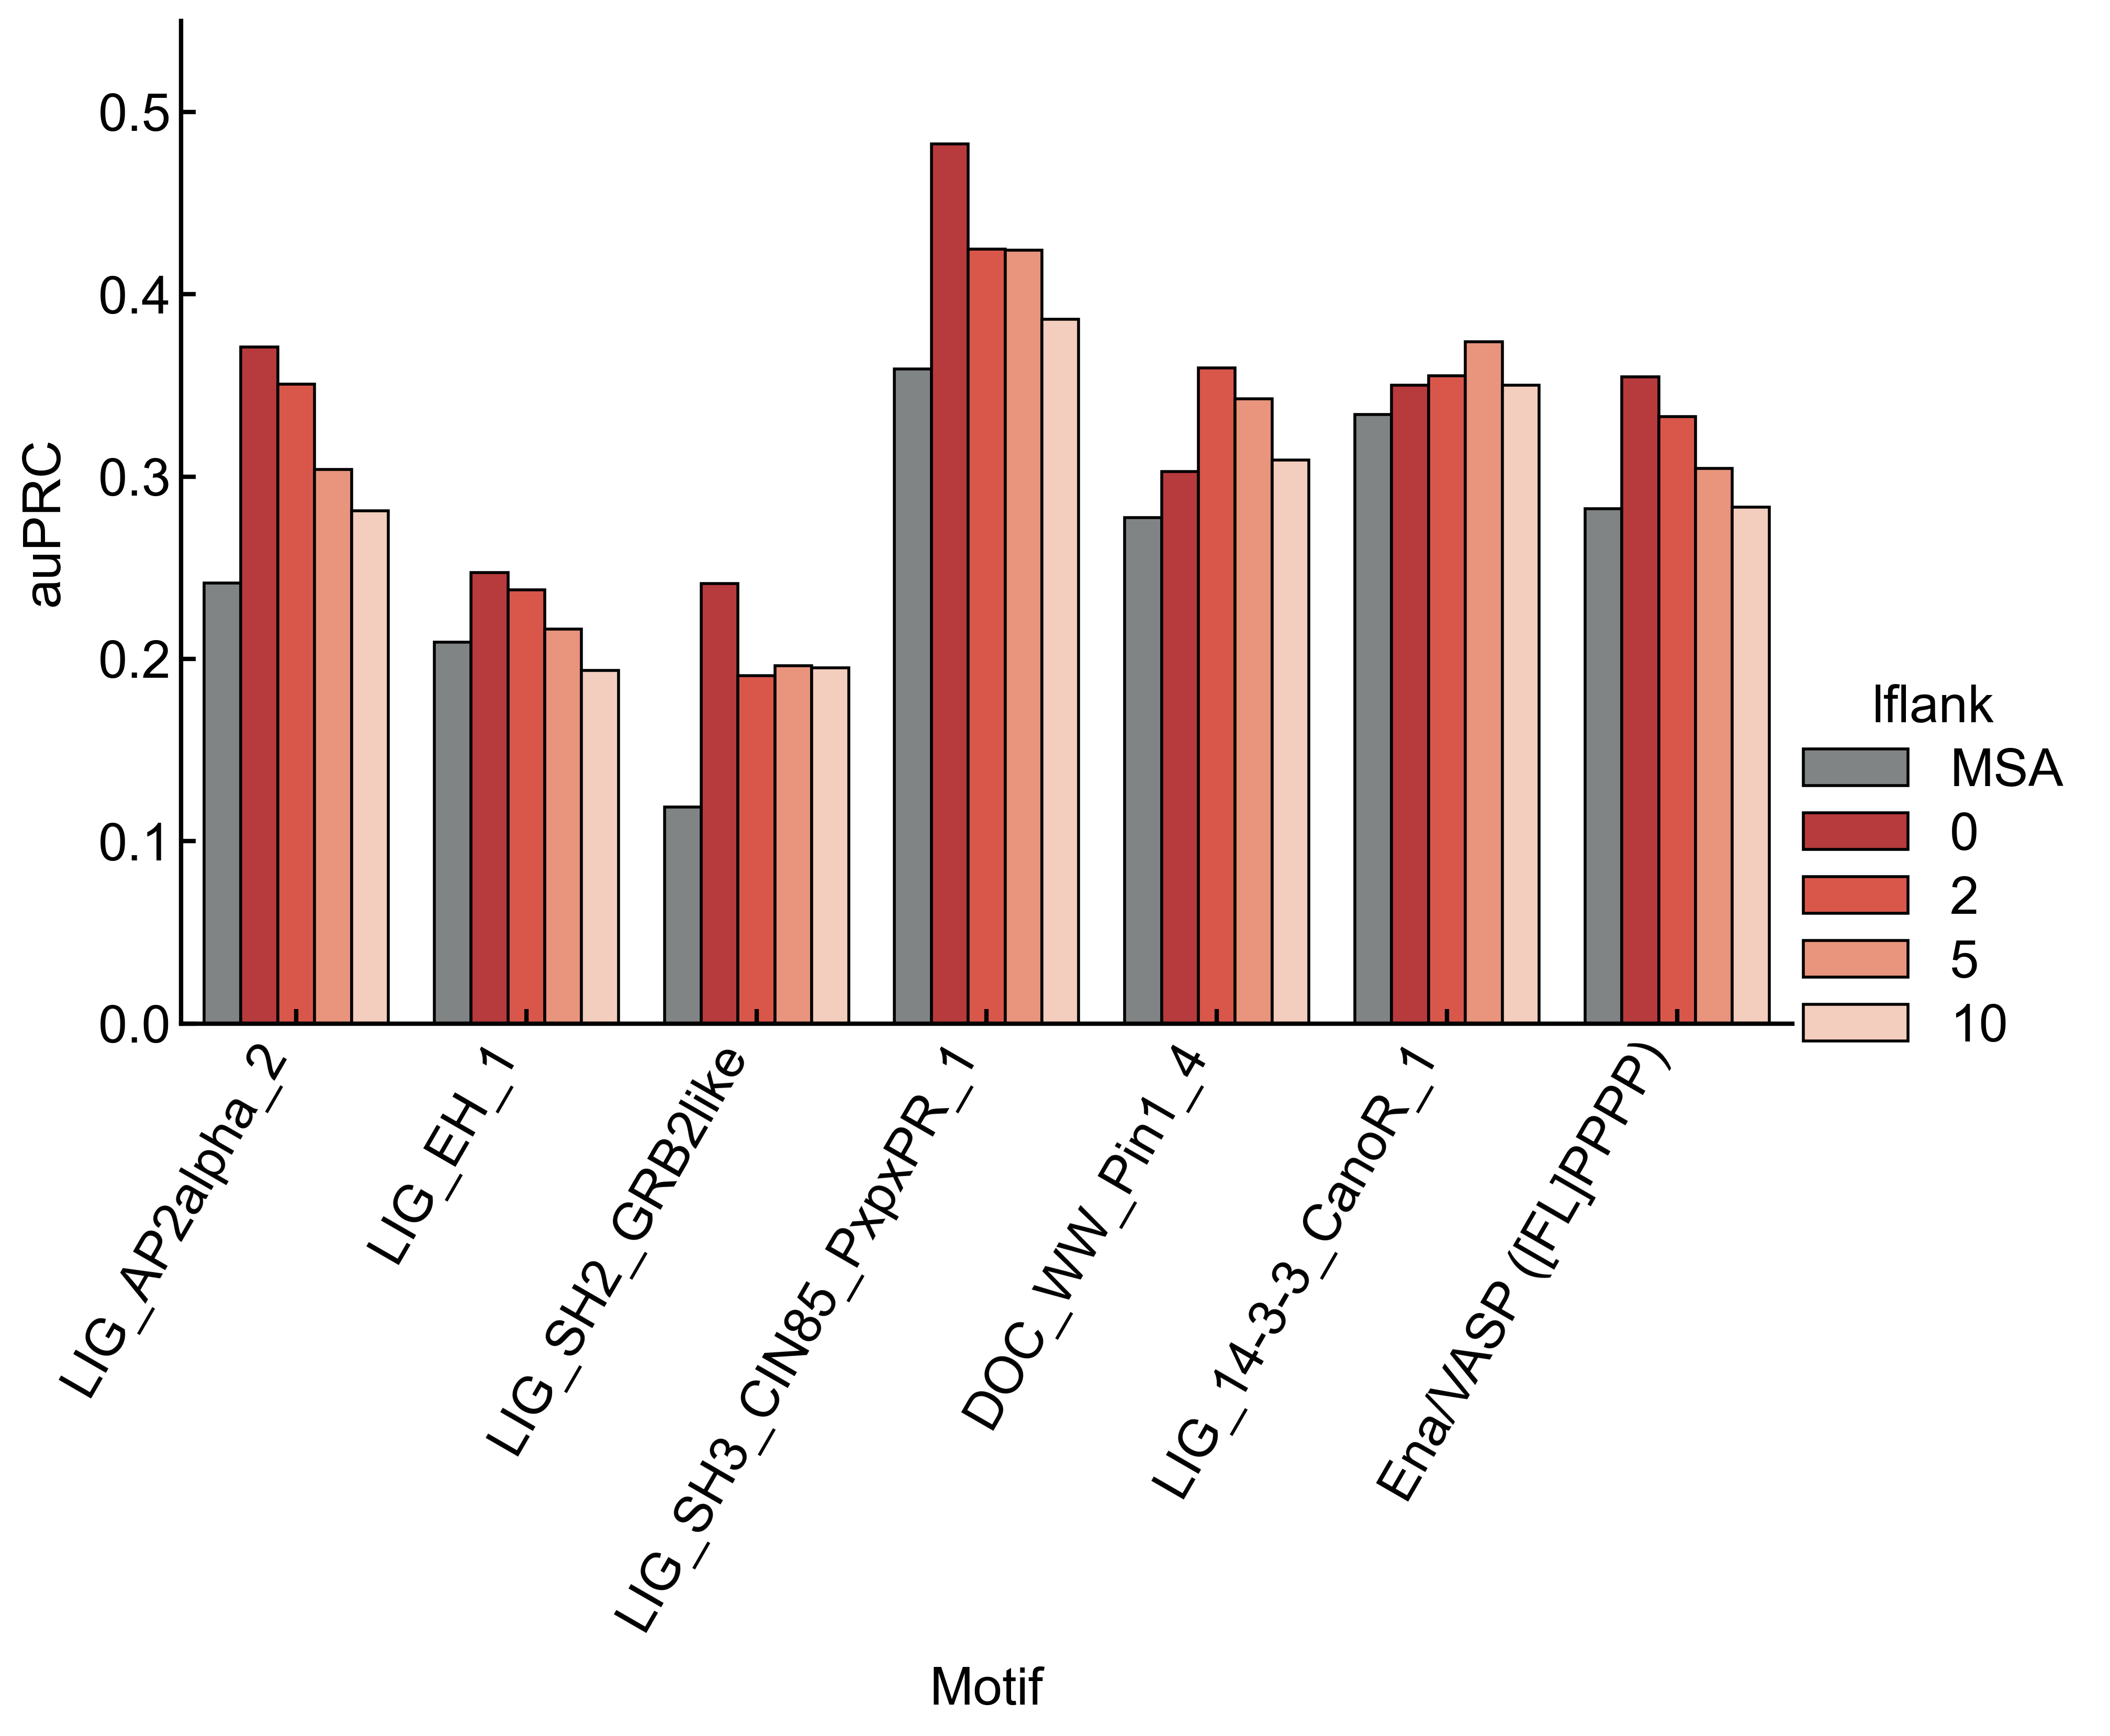 auPRC
0.5
0.4
0.3
0.2
0.1
0.0
LIG_AP2alpha_2
LIG_EH_1
LIG_SH2_GRB2like
LIG_SH3_CIN85_PxpxPR_1
DOC_WW_Pin1_4
LIG_14-3-3_CanoR_1
Ena/VASP ([FL]PPPP)
Motif
lflank
MSA
0
2
5
10